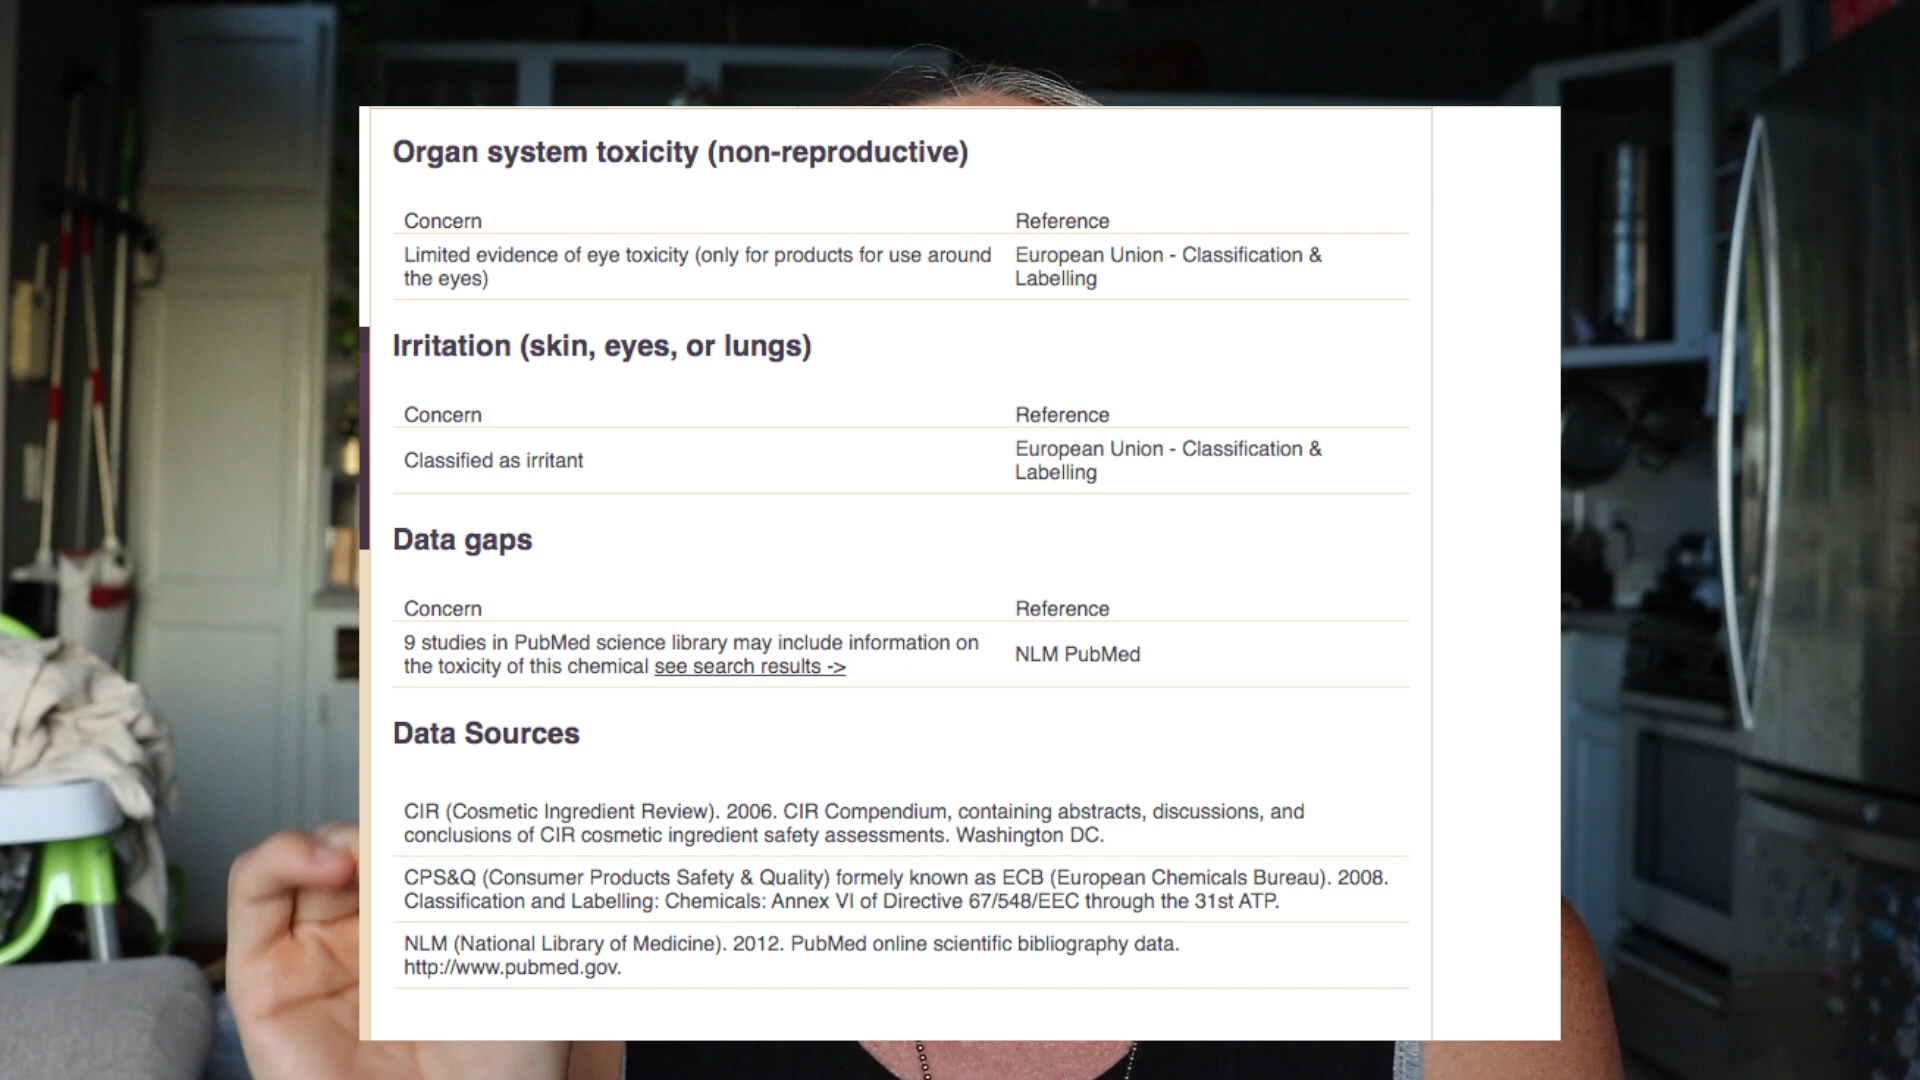 Organ system toxicity (non-reproductive)
Concern
Reference
Limited evidence of eye toxicity (only for products for use around
the eyes)
European Union - Classification &
Labelling
Irritation (skin, eyes, or lungs)
Concern
Reference
Classified as irritant
European Union - Classification &
Labelling
Data gaps
Concern
Reference
9 studies in PubMed science library may include information on
the toxicity of this chemical see search results ->
NLM PubMed
Data Sources
CIR (Cosmetic Ingredient Review). 2006. CIR Compendium, containing abstracts, discussions, and
conclusions of CIR cosmetic ingredient safety assessments. Washington DC.
CPS&Q (Consumer Products Safety & Quality) formely known as ECB (European Chemicals Bureau). 2008.
Classification and Labelling: Chemicals: Annex VI of Directive 67/548/EEC through the 31st ATP.
NLM (National Library of Medicine). 2012. PubMed online scientific bibliography data.
http://www.pubmed.gov.